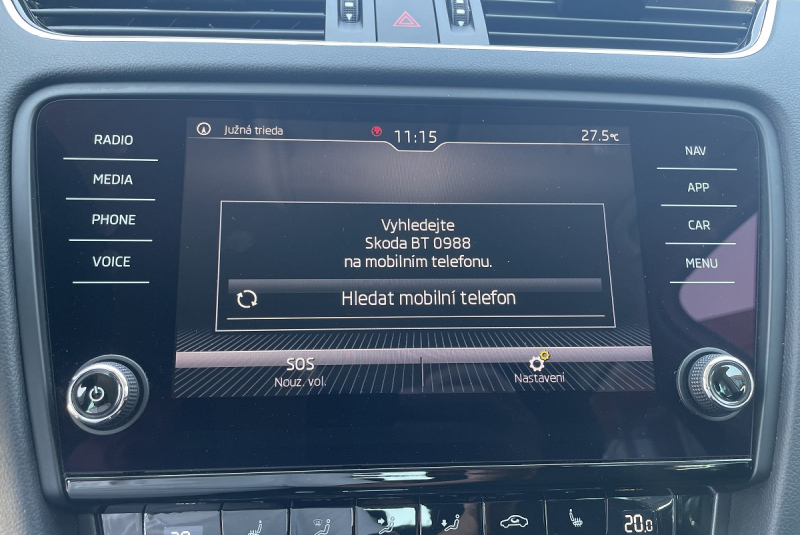 Južná trieda
11:15
27.5°C
RADIO
MEDIA
PHONE
VOICE
NAV
APP
CAR
MENU
Vyhledejte
Skoda BT 0988
na mobilním telefonu.
Hledat mobilní telefon
SOS
Nouz. vol.
Nastavení
20.0